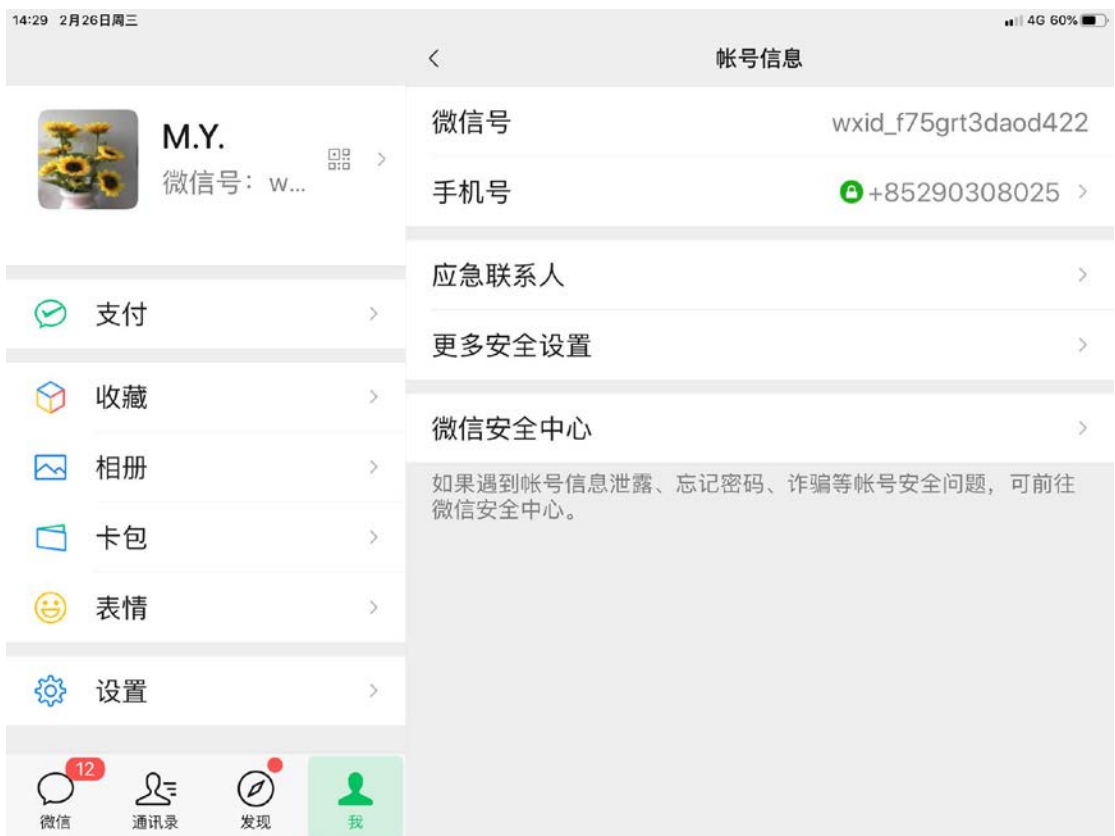 14:29 2月26日周三
4G 60%
帐号信息
M.Y.
微信号：w...
支付
收藏
相册
卡包
表情
设置
12
微信
通讯录
发现
我
微信号
wxid_f75grt3daod422
手机号
+85290308025
应急联系人
更多安全设置
微信安全中心
如果遇到帐号信息泄露、忘记密码、诈骗等帐号安全问题，可前往
微信安全中心。